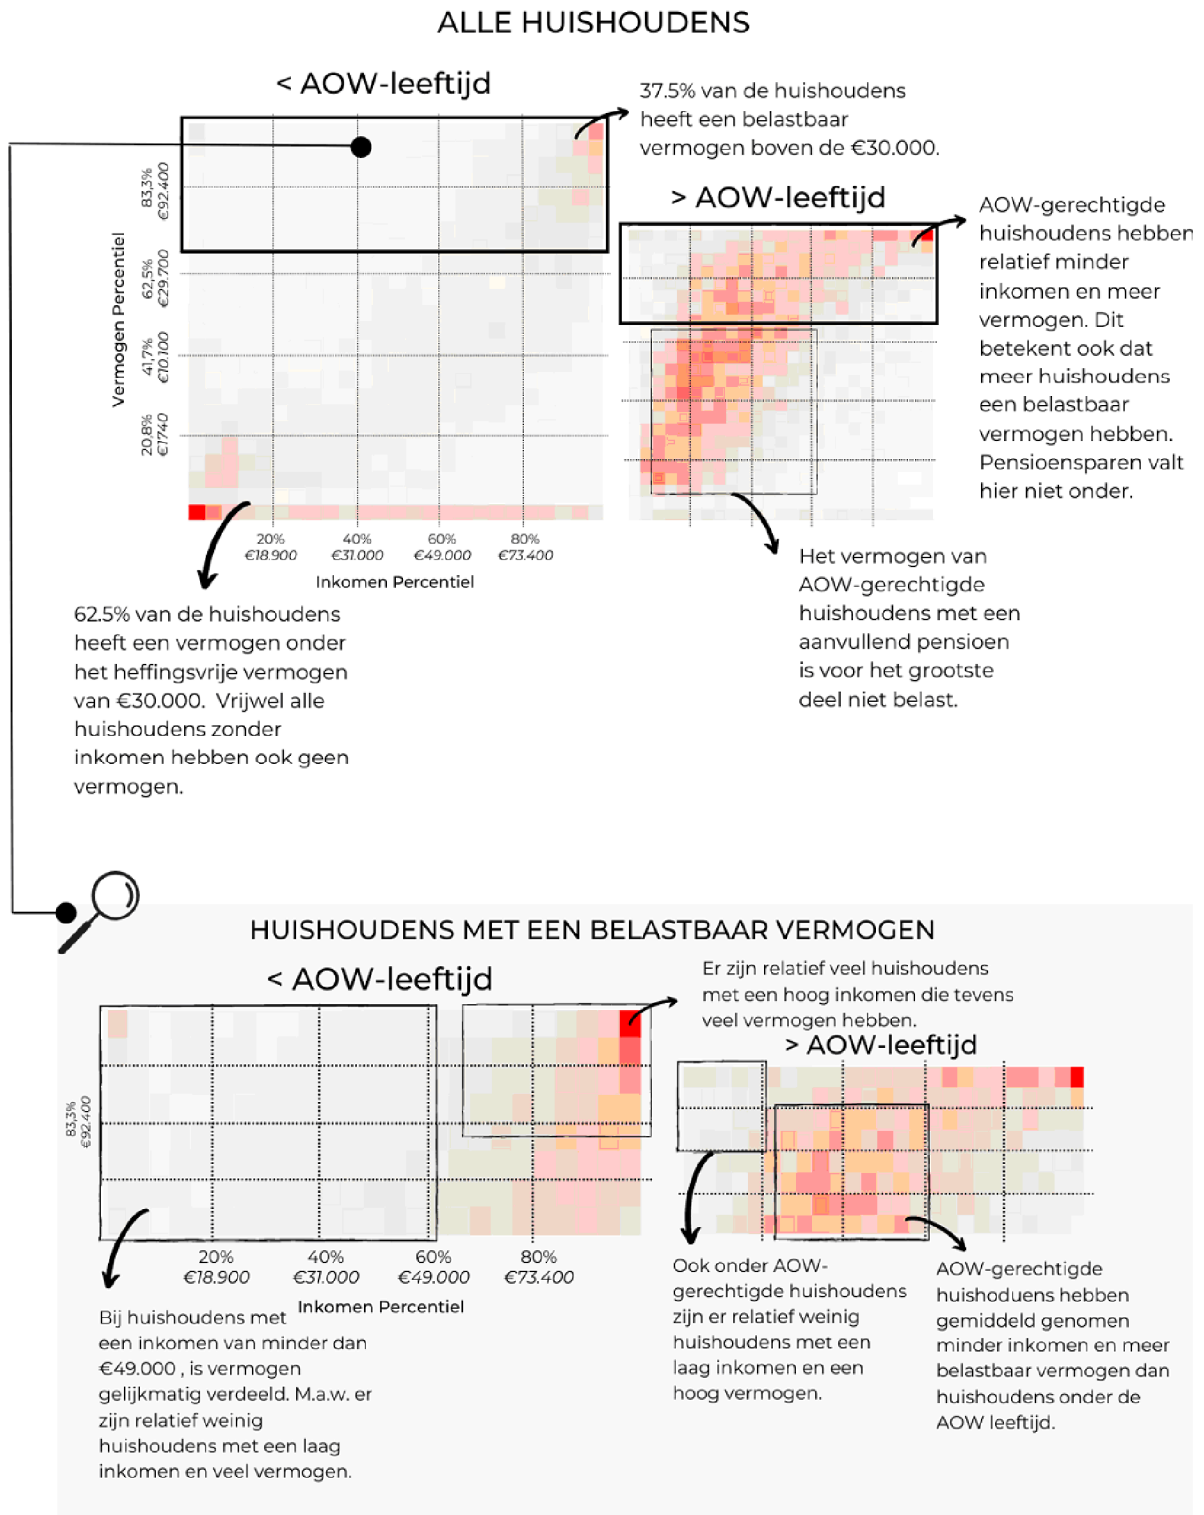 ALLE HUISHOUDENS
< AOW-leeftijd
37.5% van de huishoudens
heeft een belastbaar
vermogen boven de €30.000.
> AOW-leeftijd
AOW-gerechtigde
huishoudens hebben
relatief minder
inkomen en meer
vermogen. Dit
betekent ook dat
meer huishoudens
een belastbaar
vermogen hebben.
Pensioensparen valt
hier niet onder.
Vermogen Percentiel
83,3%
€92.400
62,5%
€29.700
41,7%
€10.100
20,8%
€1740
20%
€18.900
40%
€31.000
60%
€49.000
80%
€73.400
Inkomen Percentiel
Het vermogen van
AOW-gerechtigde
huishoudens met een
aanvullend pensioen
is voor het grootste
deel niet belast.
62.5% van de huishoudens
heeft een vermogen onder
het heffingsvrije vermogen
van €30.000. Vrijwel alle
huishoudens zonder
inkomen hebben ook geen
vermogen.
HUISHOUDENS MET EEN BELASTBAAR VERMOGEN
< AOW-leeftijd
Er zijn relatief veel huishoudens
met een hoog inkomen die tevens
veel vermogen hebben.
> AOW-leeftijd
83,3%
€92.400
20%
€18.900
40%
€31.000
60%
€49.000
80%
€73.400
Inkomen Percentiel
Bij huishoudens met
een inkomen van minder dan
€49.000 , is vermogen
gelijkmatig verdeeld. M.a.w. er
zijn relatief weinig
huishoudens met een laag
inkomen en veel vermogen.
Ook onder AOW-
gerechtigde huishoudens
zijn er relatief weinig
huishoudens met een
laag inkomen en een
hoog vermogen.
AOW-gerechtigde
huishoduens hebben
gemiddeld genomen
minder inkomen en meer
belastbaar vermogen dan
huishoudens onder de
AOW leeftijd.